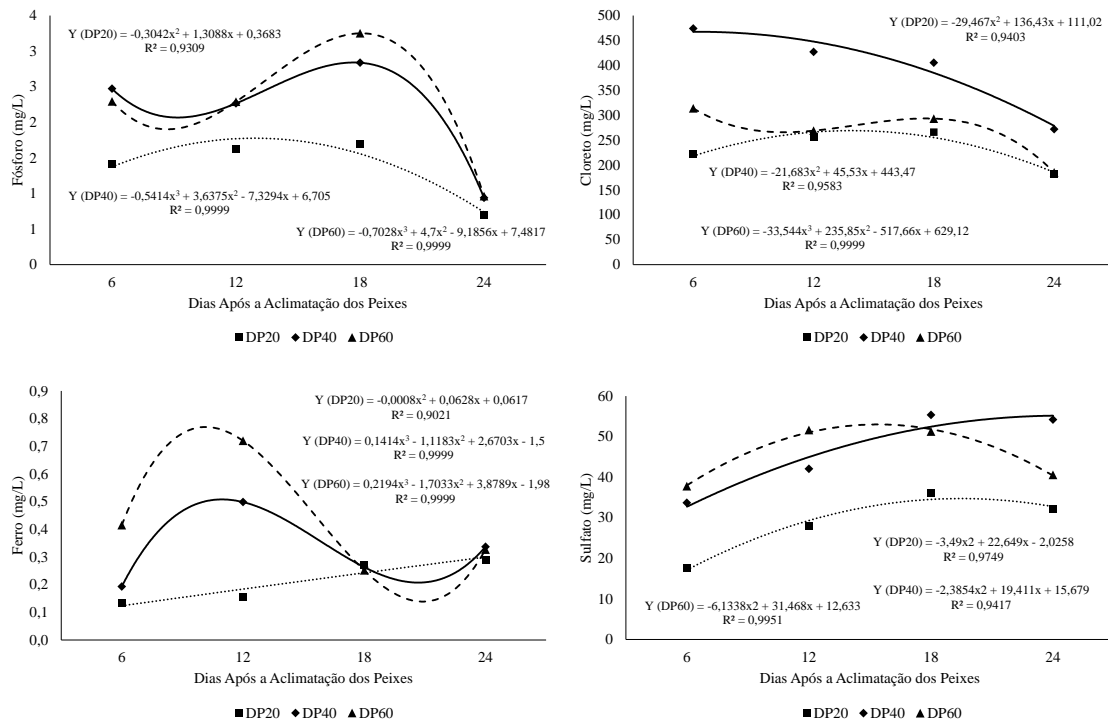 4
3
3
2
2
1
1
0
Fósforo (mg/L)
Y (DP20) = -0,3042x² + 1,3088x + 0,3683
R² = 0,9309
Y (DP40) = -0,5414x³ + 3,6375x² - 7,3294x + 6,705
R² = 0,9999
Y (DP60) = -0,7028x³ + 4,7x² - 9,1856x + 7,4817
R² = 0,9999
6 12 18 24
Dias Após a Aclimatação dos Peixes
DP20 DP40 DP60
500
450
400
350
300
250
200
150
100
50
0
Cloreto (mg/L)
Y (DP20) = -29,467x² + 136,43x + 111,02
R² = 0,9403
Y (DP40) = -21,683x² + 45,53x + 443,47
R² = 0,9583
Y (DP60) = -33,544x³ + 235,85x² - 517,66x + 629,12
R² = 0,9999
6 12 18 24
Dias Após a Aclimatação dos Peixes
DP20 DP40 DP60
0,9
0,8
0,7
0,6
0,5
0,4
0,3
0,2
0,1
0,0
Ferro (mg/L)
Y (DP20) = -0,0008x² + 0,0628x + 0,0617
R² = 0,9021
Y (DP40) = 0,1414x³ - 1,1183x² + 2,6703x - 1,5
R² = 0,9999
Y (DP60) = 0,2194x³ - 1,7033x² + 3,8789x - 1,98
R² = 0,9999
6 12 18 24
Dias Após a Aclimatação dos Peixes
DP20 DP40 DP60
60
50
40
30
20
10
0
Sulfato (mg/L)
Y (DP20) = -3,49x2 + 22,649x - 2,0258
R² = 0,9749
Y (DP40) = -2,3854x2 + 19,411x + 15,679
R² = 0,9417
Y (DP60) = -6,1338x2 + 31,468x + 12,633
R² = 0,9951
6 12 18 24
Dias Após a Aclimatação dos Peixes
DP20 DP40 DP60